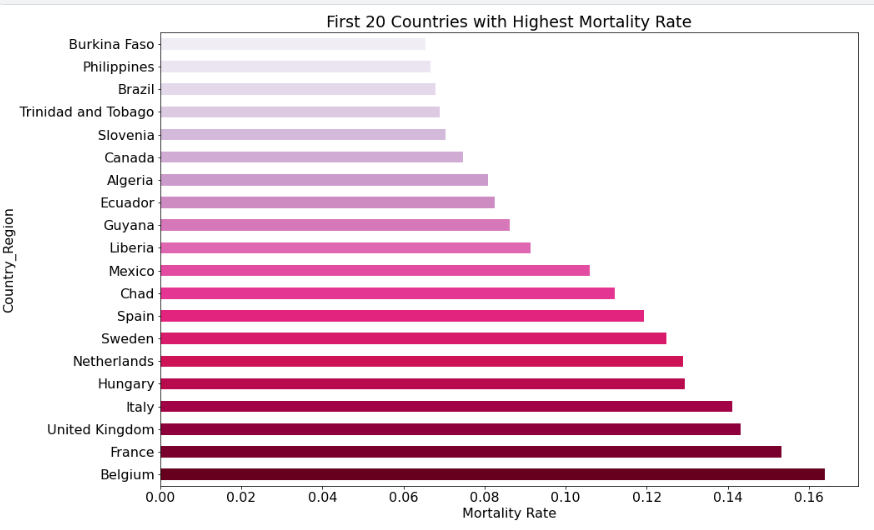 First 20 Countries with Highest Mortality Rate
Burkina Faso
Philippines
Brazil
Trinidad and Tobago
Slovenia
Canada
Algeria
Ecuador
Guyana
Liberia
Mexico
Chad
Spain
Sweden
Netherlands
Hungary
Italy
United Kingdom
France
Belgium
Country_Region
0.00 0.02 0.04 0.06 0.08 0.10 0.12 0.14 0.16
Mortality Rate